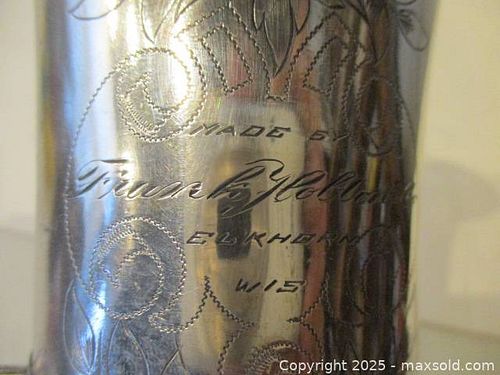 MADE BY
Frank Holton
ELKHORN
WIS
Copyright © 2025 - maxsold.com